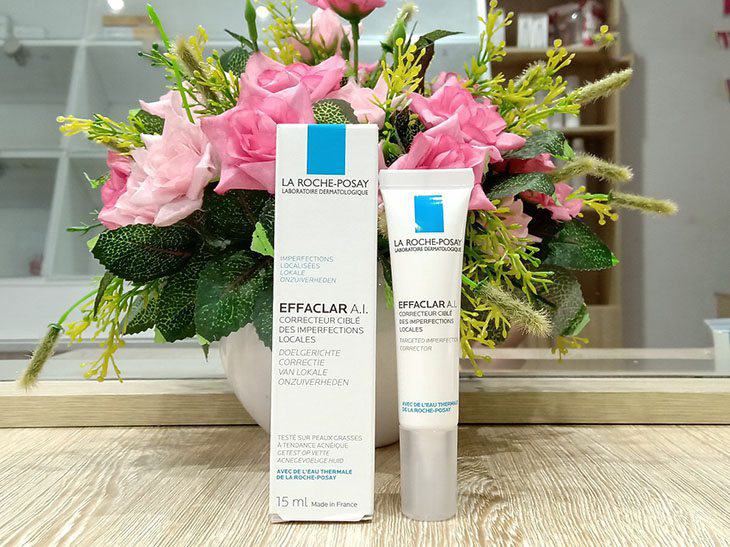 LA ROCHE-POSAY
LABORATOIRE DERMATOLOGIQUE
IMPERFECTIONS
LOCALISÉES
LOKALE
ONZUIVERHEDEN
EFFACLAR A.I.
CORRECTEUR CIBLÉ
DES IMPERFECTIONS
LOCALES
DOELGERICHTE
CORRECTIE
VAN LOKALE
ONZUIVERHEDEN
TESTÉ SUR PEAUX GRASSES
À TENDANCE ACNÉIQUE
GETEST OP VETTE
ACNEGEVOELIGE HUID
AVEC DE L'EAU THERMALE
DE LA ROCHE-POSAY
15 ml Made in France
LA ROCHE-POSAY
LABORATOIRE DERMATOLOGIQUE
EFFACLAR A.I.
CORRECTEUR CIBLÉ
DES IMPERFECTIONS
LOCALES
TARGETED IMPERFECTION
CORRECTOR
AVEC DE L'EAU THERMALE
DE LA ROCHE-POSAY